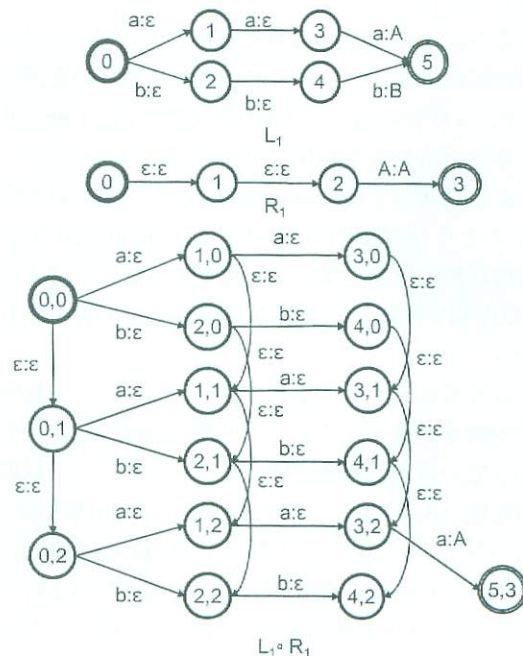 a:ε a:ε
1 3 a:A
0 5
2 4
b:ε b:ε b:B
L₁
ε:ε ε:ε A:A
0 1 2 3
R₁
a:ε
a:ε 1,0 3,0
ε:ε ε:ε
0,0
b:ε b:ε
2,0 4,0
ε:ε ε:ε ε:ε
a:ε a:ε
1,1 3,1
0,1 ε:ε ε:ε
b:ε b:ε
2,1 4,1
ε:ε ε:ε ε:ε
a:ε a:ε
1,2 3,2
a:A
0,2
b:ε b:ε
2,2 4,2 5,3
L₁∘ R₁